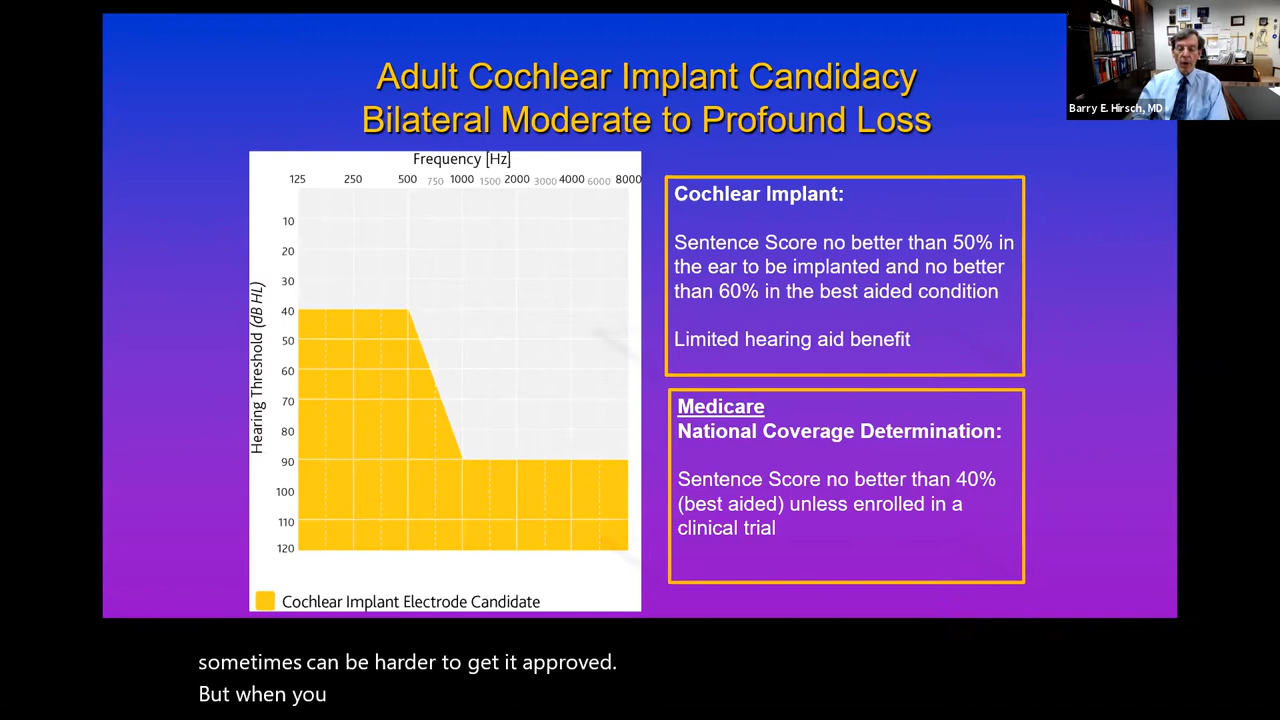 Adult Cochlear Implant Candidacy
Bilateral Moderate to Profound Loss
Barry E. Hirsch, MD
Frequency [Hz]
125 250 500 750 1000 1500 2000 3000 4000 6000 8000
Hearing Threshold (dB HL)
10
20
30
40
50
60
70
80
90
100
110
120
Cochlear Implant Electrode Candidate
Cochlear Implant:
Sentence Score no better than 50% in
the ear to be implanted and no better
than 60% in the best aided condition
Limited hearing aid benefit
Medicare
National Coverage Determination:
Sentence Score no better than 40%
(best aided) unless enrolled in a
clinical trial
sometimes can be harder to get it approved.
But when you